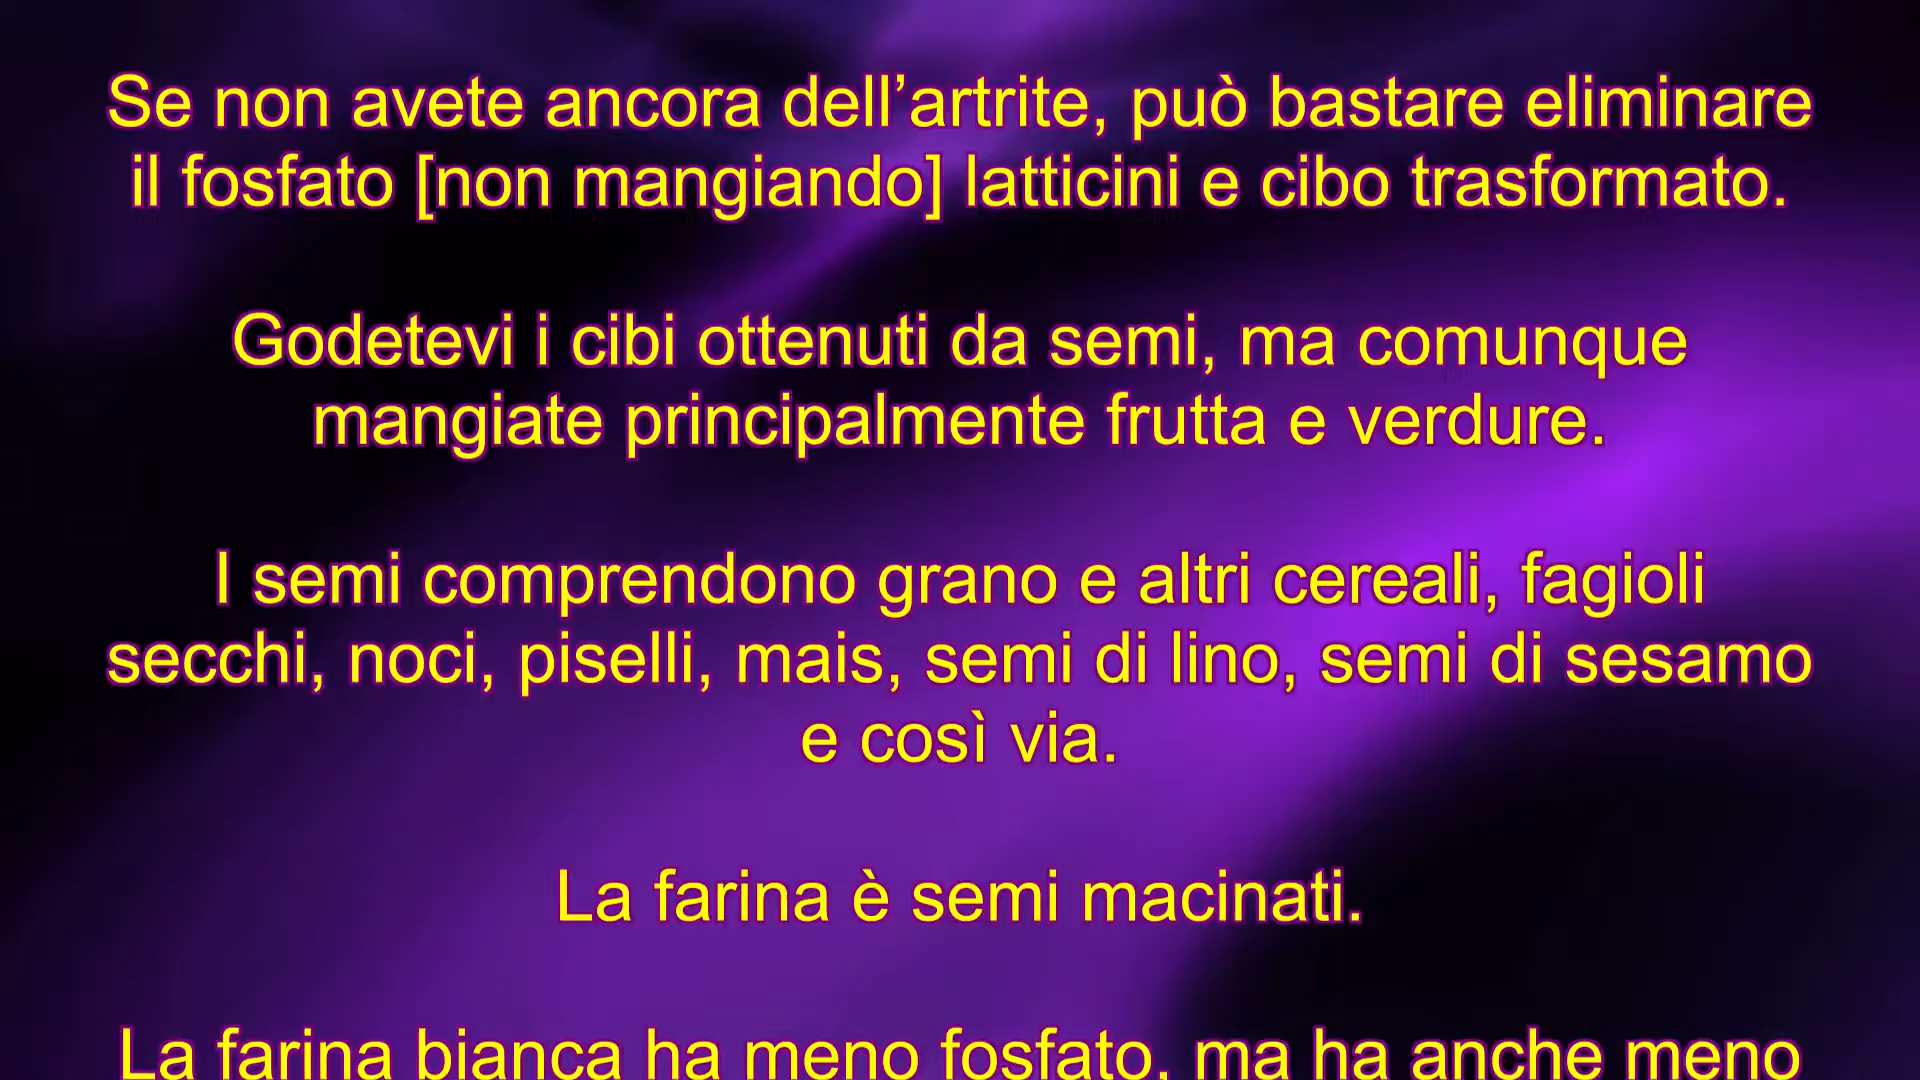 Se non avete ancora dell’artrite, può bastare eliminare
il fosfato [non mangiando] latticini e cibo trasformato.
Godetevi i cibi ottenuti da semi, ma comunque
mangiate principalmente frutta e verdure.
I semi comprendono grano e altri cereali, fagioli
secchi, noci, piselli, mais, semi di lino, semi di sesamo
e così via.
La farina è semi macinati.
La farina bianca ha meno fosfato, ma ha anche meno